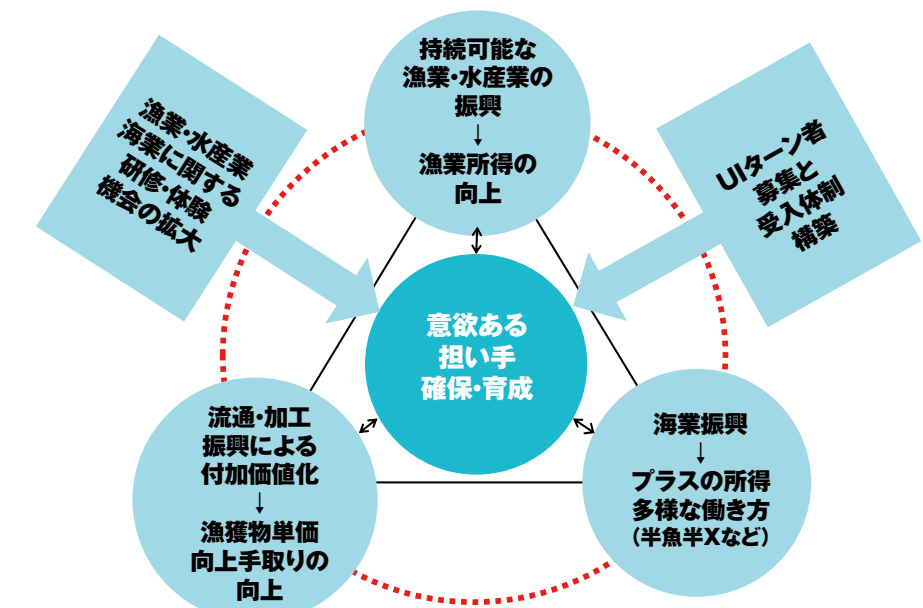 持続可能な
漁業・水産業の
振興
↓
漁業所得の
向上
漁業・水産業
海業に関する
研修・体験
機会の拡大
UIターン者
募集と
受入体制
構築
意欲ある
担い手
確保・育成
流通・加工
振興による
付加価値化
↓
漁獲物単価
向上手取りの
向上
海業振興
↓
プラスの所得
多様な働き方
(半魚半Xなど)